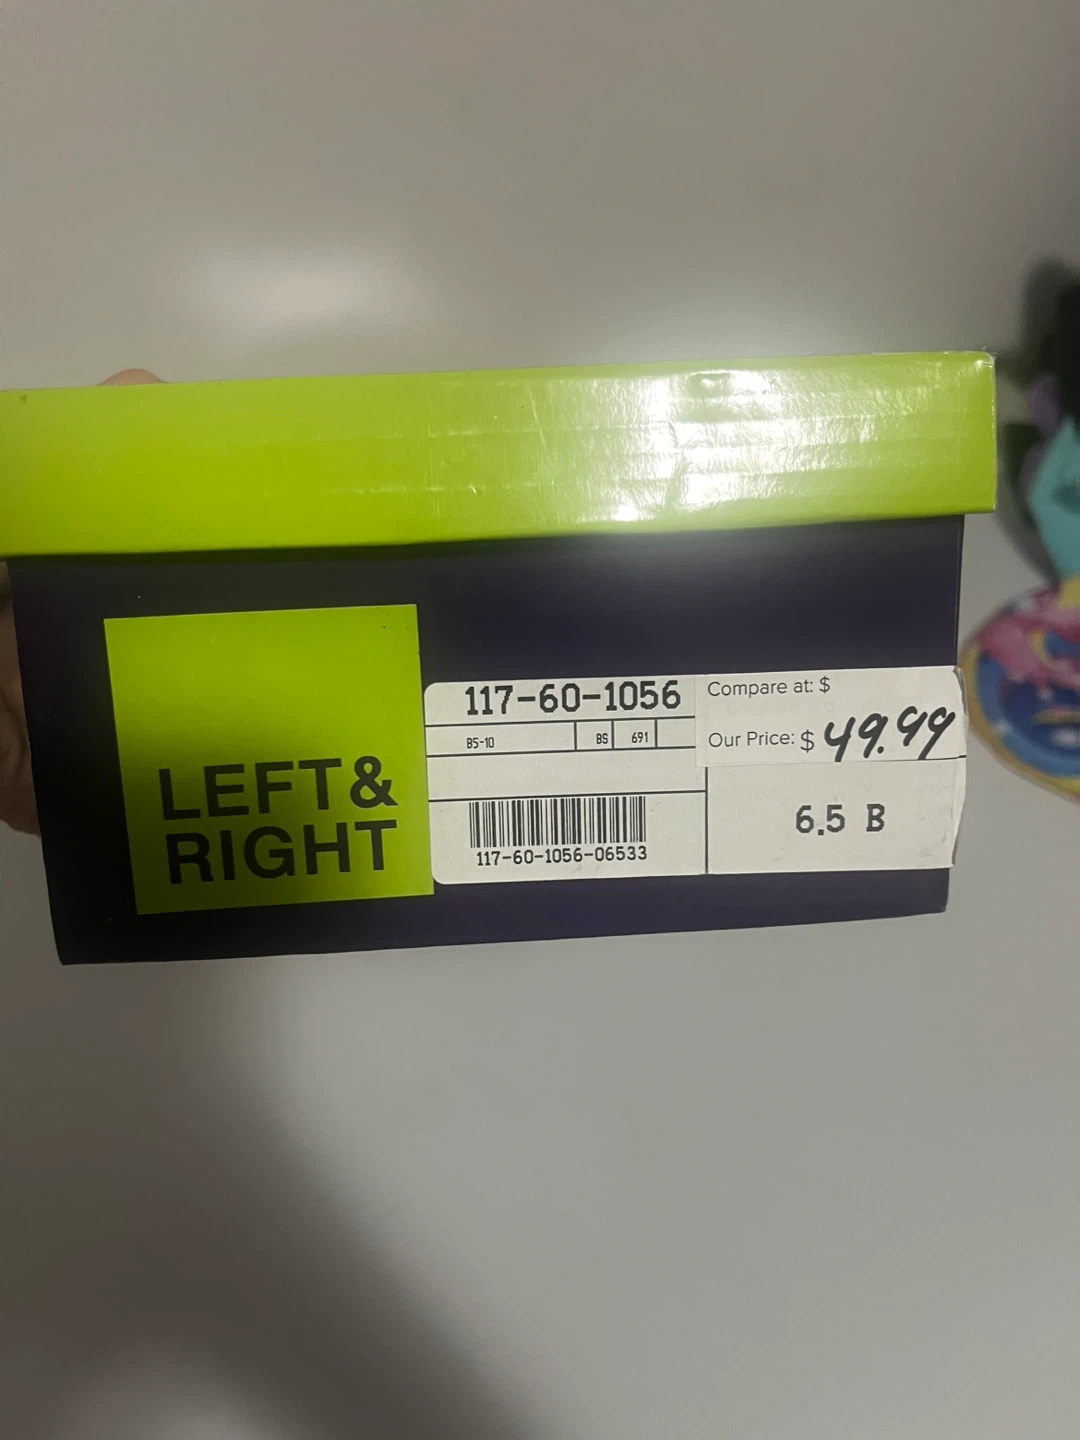 LEFT&
RIGHT
117-60-1056
BS-10
BS
691
117-60-1056-06533
Compare at: $
Our Price: $ 49.99
6.5 B